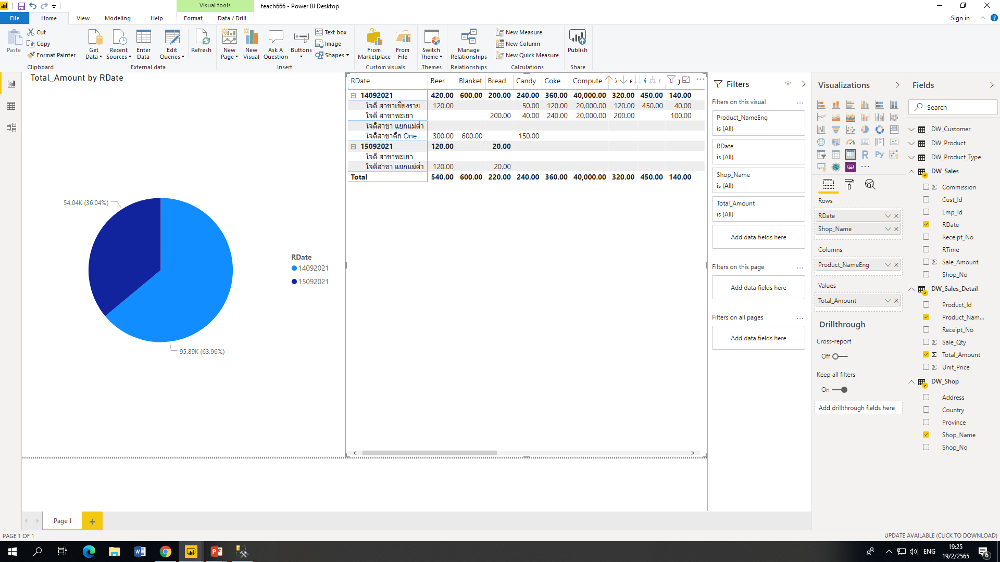 Visual tools
teach666 - Power BI Desktop
File Home View Modeling Help Format Data / Drill
Sign in
Paste
Cut
Copy
Format Painter
Clipboard
Get Data
Recent Sources
Enter Data
Edit Queries
External data
Refresh
New Page
New Visual
Ask A Question
Buttons
Text box
Image
Shapes
Insert
From Marketplace
From File
Custom visuals
Switch Theme
Themes
Manage Relationships
Relationships
New Measure
New Column
New Quick Measure
Calculations
Publish
Share
Total_Amount by RDate
54.04K (36.04%)
95.89K (63.96%)
RDate
14092021
15092021
RDate Beer Blanket Bread Candy Coke Compute
14092021 420.00 600.00 200.00 240.00 360.00 40,000.00 320.00 450.00 140.00
ใจดี สาขาเชียงราย 120.00 50.00 120.00 20,000.00 120.00 450.00 40.00
ใจดี สาขาพะเยา 200.00 40.00 240.00 20,000.00 200.00 100.00
ใจดีสาขา แยกแม่ต๋ำ
ใจดีสาขาตึก One 300.00 600.00 150.00
15092021 120.00 20.00
ใจดี สาขาพะเยา
ใจดีสาขา แยกแม่ต๋ำ 120.00 20.00
Total 540.00 600.00 220.00 240.00 360.00 40,000.00 320.00 450.00 140.00
Filters
Filters on this visual
Product_NameEng
is (All)
RDate
is (All)
Shop_Name
is (All)
Total_Amount
is (All)
Add data fields here
Filters on this page
Add data fields here
Filters on all pages
Add data fields here
Visualizations
R Py
Rows
RDate
Shop_Name
Columns
Product_NameEng
Values
Total_Amount
Drillthrough
Cross-report
Off
Keep all filters
On
Add drillthrough fields here
Fields
Search
DW_Customer
DW_Product
DW_Product_Type
DW_Sales
Σ Commission
Cust_Id
Emp_Id
RDate
Receipt_No
RTime
Σ Sale_Amount
Shop_No
DW_Sales_Detail
Product_Id
Product_Nam...
Receipt_No
Σ Sale_Qty
Σ Total_Amount
Σ Unit_Price
DW_Shop
Address
Country
Province
Shop_Name
Shop_No
Page 1
PAGE 1 OF 1
UPDATE AVAILABLE (CLICK TO DOWNLOAD)
ENG
19:25
19/2/2565
6